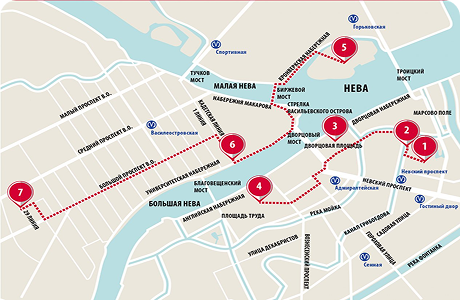 Горьковская
Спортивная
5
КРОНВЕРКСКАЯ НАБЕРЕЖНАЯ
ТУЧКОВ
МОСТ
МАЛАЯ НЕВА
БИРЖЕВОЙ
МОСТ
НЕВА
ТРОИЦКИЙ
МОСТ
МАЛЫЙ ПРОСПЕКТ В.О.
НАБЕРЕЖНАЯ МАКАРОВА
СТРЕЛКА
ВАСИЛЬЕВСКОГО ОСТРОВА
ДВОРЦОВАЯ НАБЕРЕЖНАЯ
МАРСОВО ПОЛЕ
КАДЕТСКАЯ ЛИНИЯ
1 ЛИНИЯ
Василеостровская
СРЕДНИЙ ПРОСПЕКТ В.О.
3
2
1
ДВОРЦОВЫЙ
МОСТ
ДВОРЦОВАЯ ПЛОЩАДЬ
6
БОЛЬШОЙ ПРОСПЕКТ В.О.
УНИВЕРСИТЕТСКАЯ НАБЕРЕЖНАЯ
Невский проспект
7
БЛАГОВЕЩЕНСКИЙ
МОСТ
4
Адмиралтейская
НЕВСКИЙ ПРОСПЕКТ
29 ЛИНИЯ
БОЛЬШАЯ НЕВА
АНГЛИЙСКАЯ НАБЕРЕЖНАЯ
ПЛОЩАДЬ ТРУДА
РЕКА МОЙКА
Гостиный двор
КАНАЛ ГРИБОЕДОВА
САДОВАЯ УЛИЦА
ГОРОХОВАЯ УЛИЦА
УЛИЦА ДЕКАБРИСТОВ
ВОЗНЕСЕНСКИЙ ПРОСПЕКТ
Сенная
РЕКА ФОНТАНКА